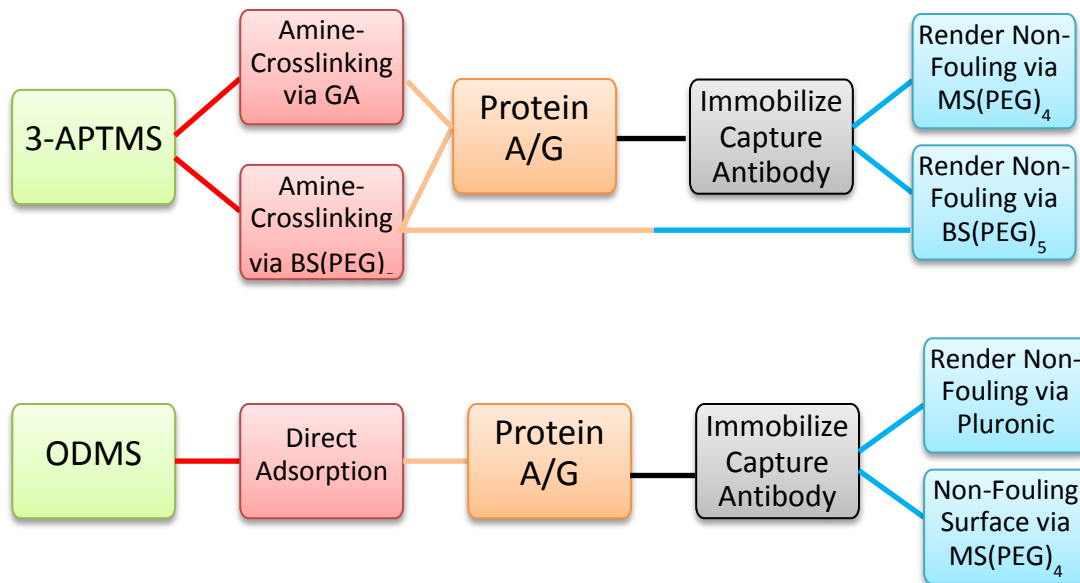 3-APTMS
Amine-
Crosslinking
via GA
Amine-
Crosslinking
via BS(PEG)
Protein
A/G
Immobilize
Capture
Antibody
Render Non-
Fouling via
MS(PEG)₄
Render Non-
Fouling via
BS(PEG)₅
ODMS
Direct
Adsorption
Protein
A/G
Immobilize
Capture
Antibody
Render Non-
Fouling via
Pluronic
Non-Fouling
Surface via
MS(PEG)₄